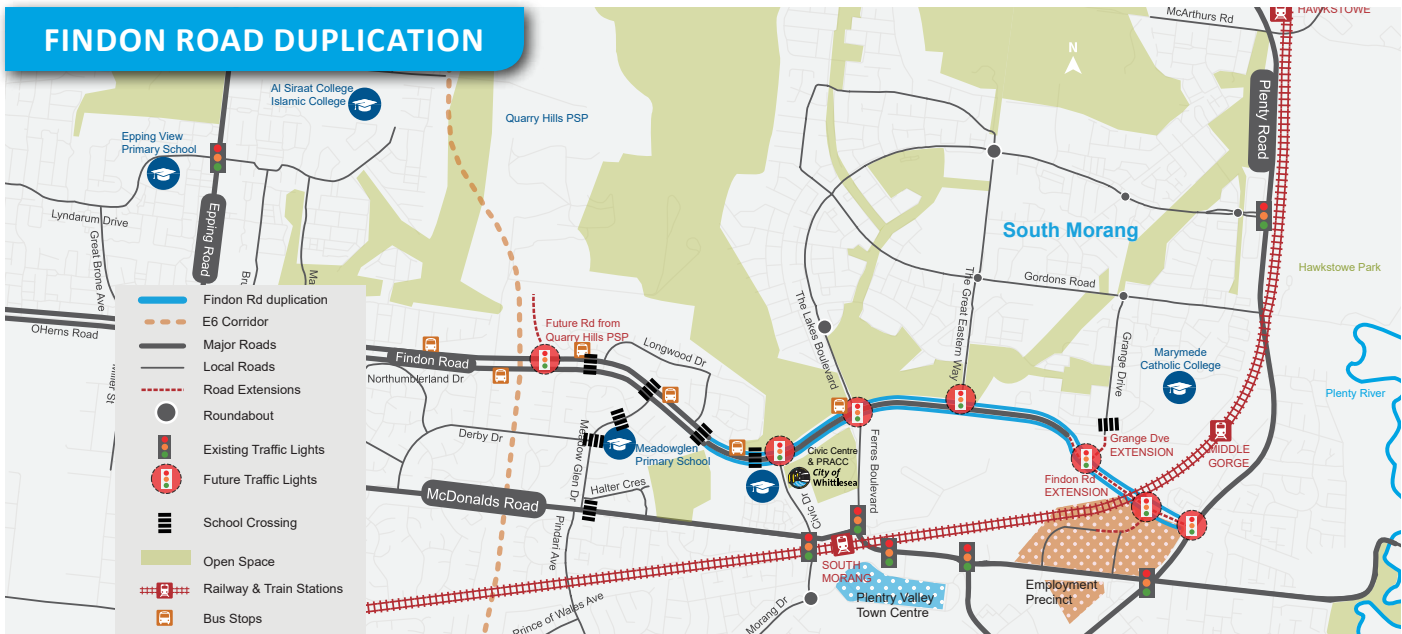 FINDON ROAD DUPLICATION
McArthurs Rd
HAWKSTOWE
N
Plenty Road
Al Siraat College
Islamic College
Quarry Hills PSP
Epping View
Primary School
Lyndarum Drive
Great Brone Ave
Epping Road
OHerns Road
South Morang
Gordons Road
Hawkstowe Park
The Lakes Boulevard
The Great Eastern Way
Grange Drive
Marymede
Catholic College
Plenty River
Findon Rd duplication
E6 Corridor
Major Roads
Local Roads
Road Extensions
Roundabout
Existing Traffic Lights
Future Traffic Lights
School Crossing
Open Space
Railway & Train Stations
Bus Stops
Future Rd from
Quarry Hills PSP
Findon Road
Longwood Dr
Northumblerland Dr
Derby Dr
Meadow Glen Dr
Meadowglen
Primary School
Halter Cres
McDonalds Road
Pindari Ave
Prince of Wales Ave
Civic Centre
& PRACC
City of
Whittlesea
Civic Dr
Ferres Boulevard
Grange Dve
EXTENSION
MIDDLE
GORGE
Findon Rd
EXTENSION
SOUTH
MORANG
Morang Dr
Plentry Valley
Town Centre
Employment
Precinct